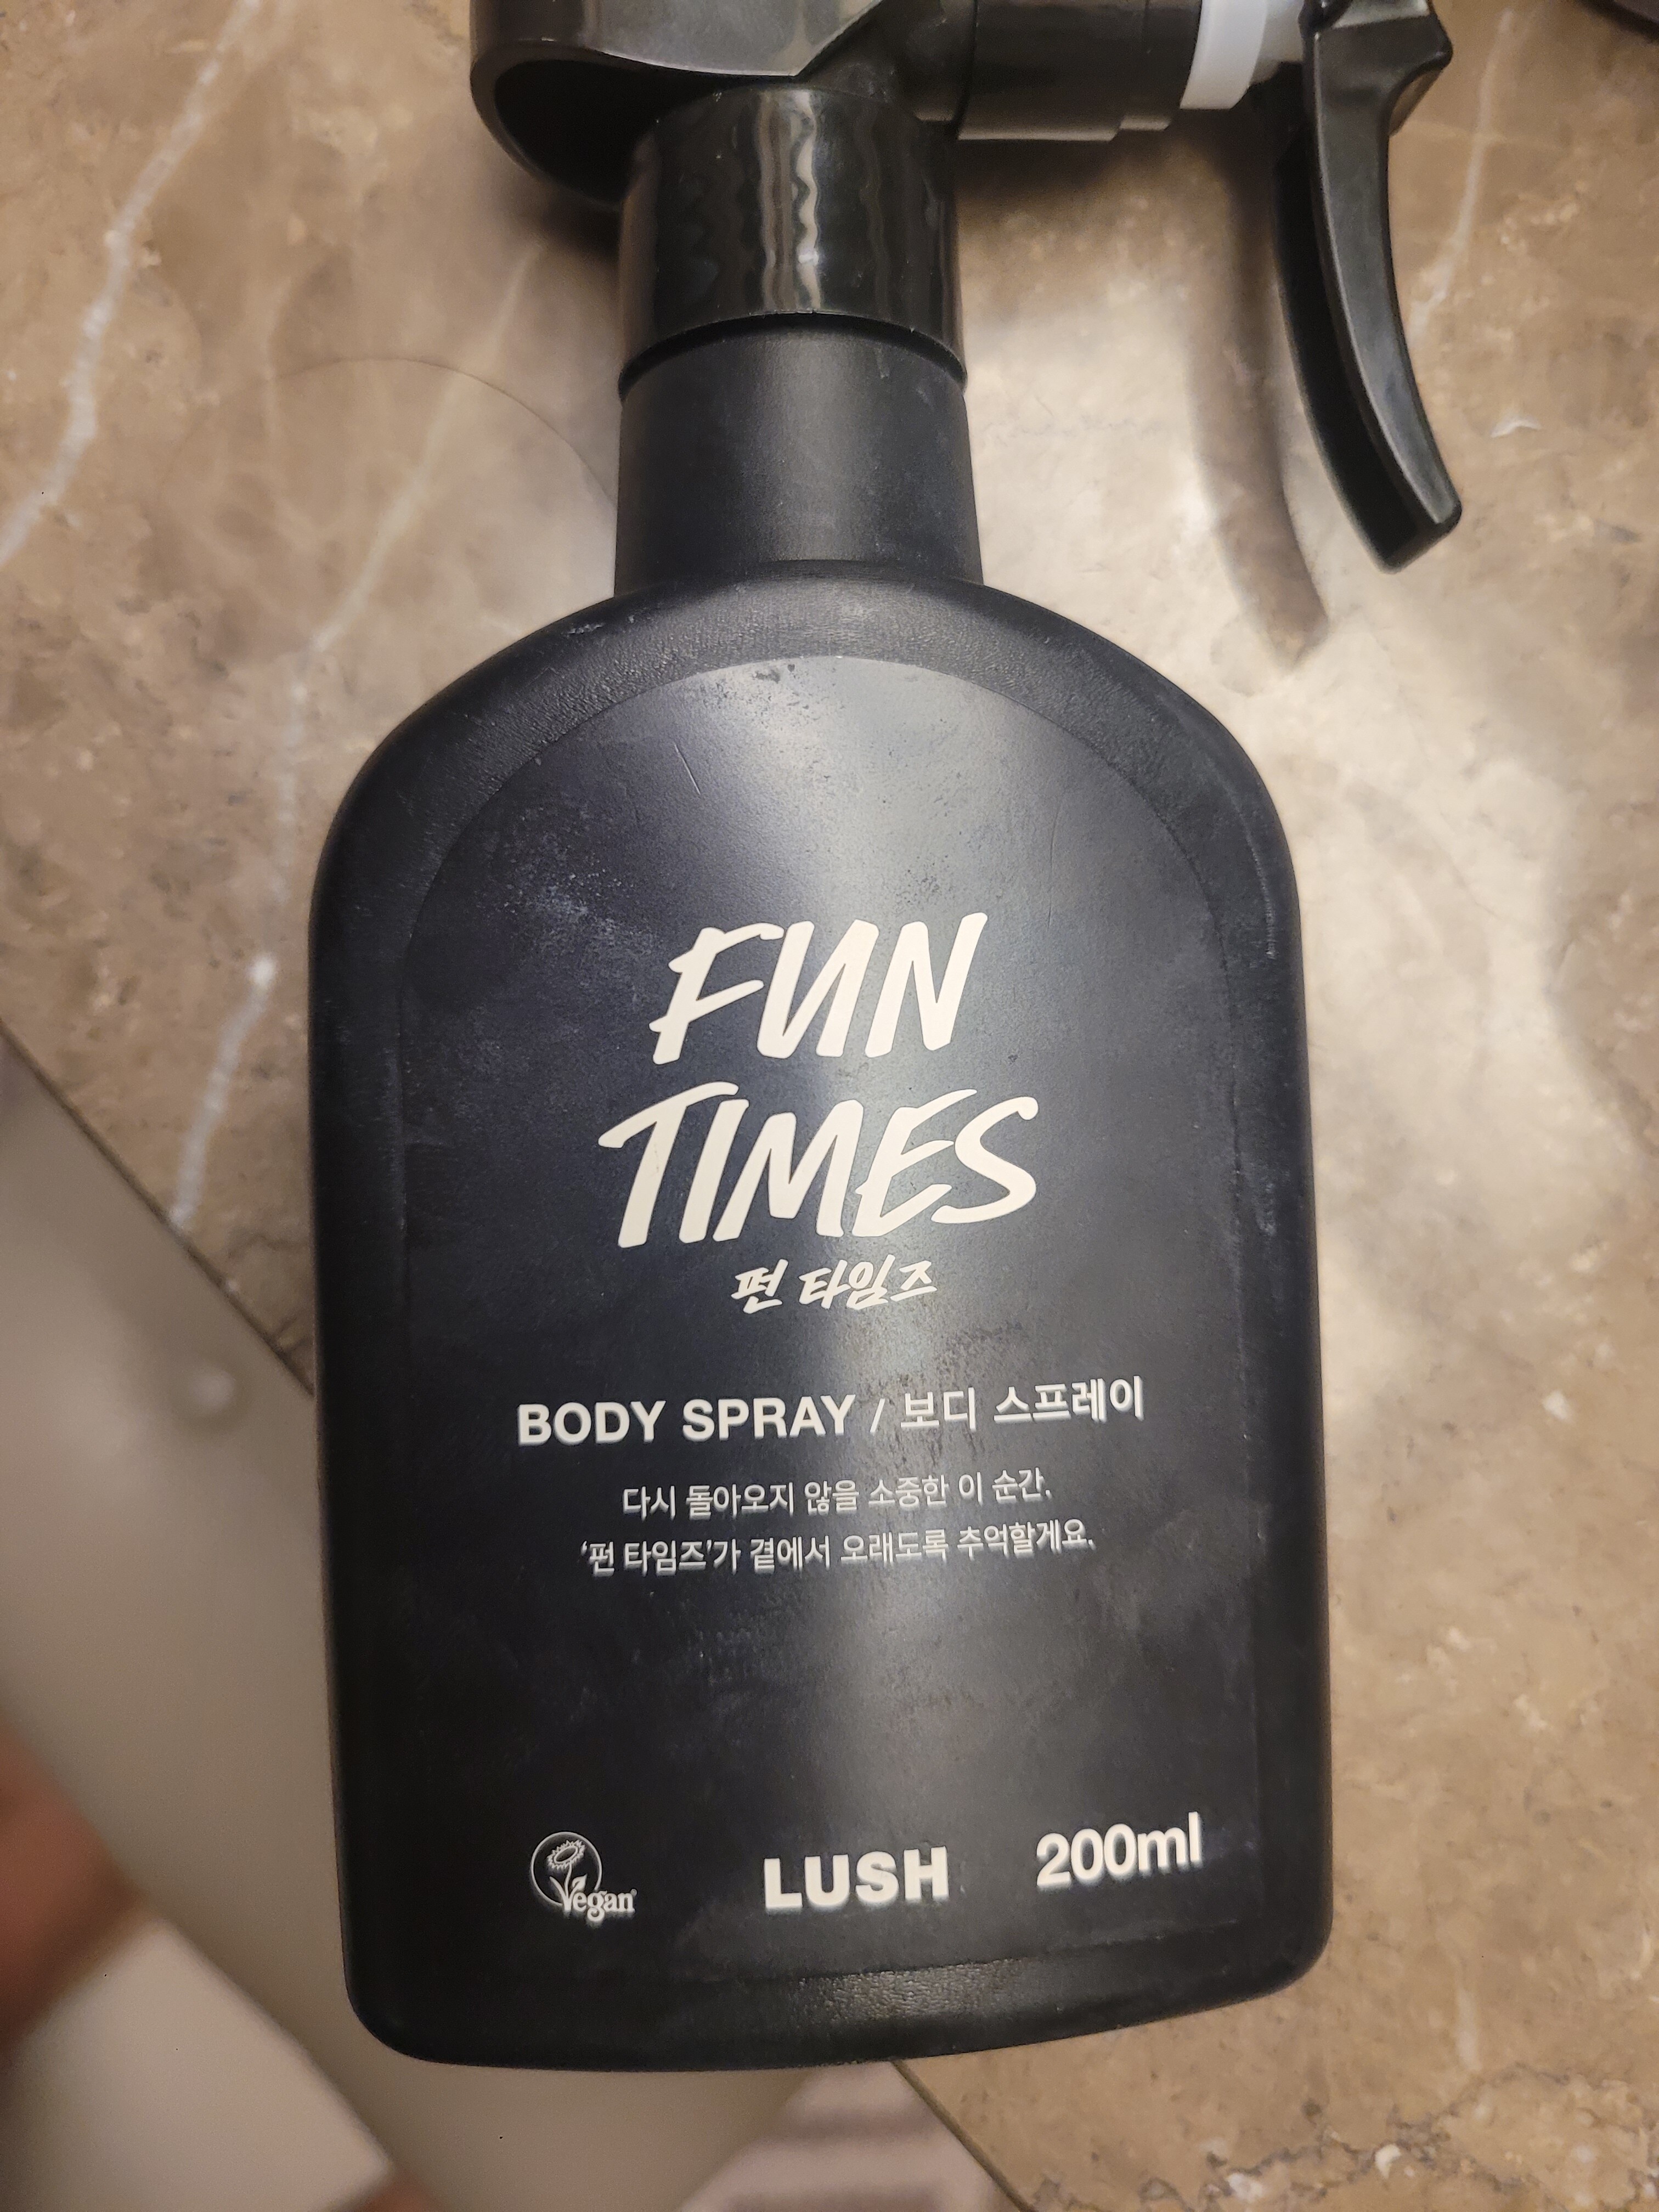 FUN
TIMES
펀 타임즈
BODY SPRAY / 보디 스프레이
다시 돌아오지 않을 소중한 이 순간,
'펀 타임즈'가 곁에서 오래도록 추억할게요.
Vegan
LUSH
200ml